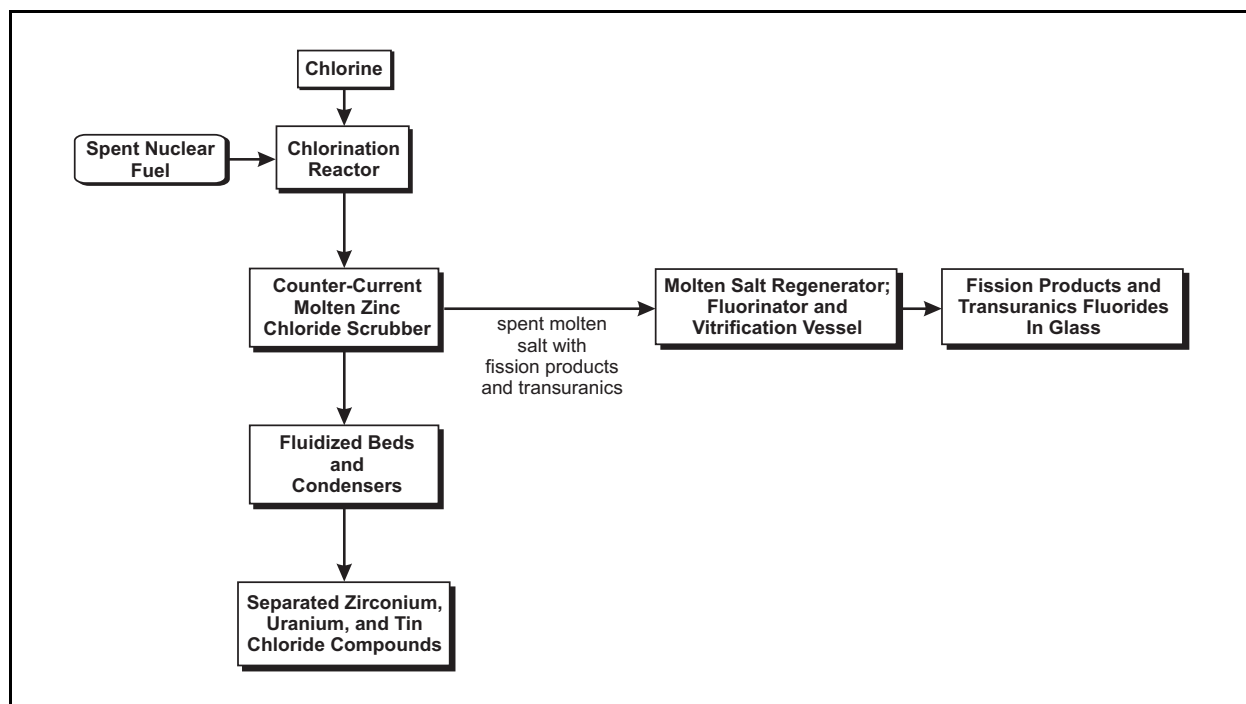 Chlorine
Spent Nuclear
Fuel
Chlorination
Reactor
Counter-Current
Molten Zinc
Chloride Scrubber
spent molten
salt with
fission products
and transuranics
Molten Salt Regenerator;
Fluorinator and
Vitrification Vessel
Fission Products and
Transuranics Fluorides
In Glass
Fluidized Beds
and
Condensers
Separated Zirconium,
Uranium, and Tin
Chloride Compounds